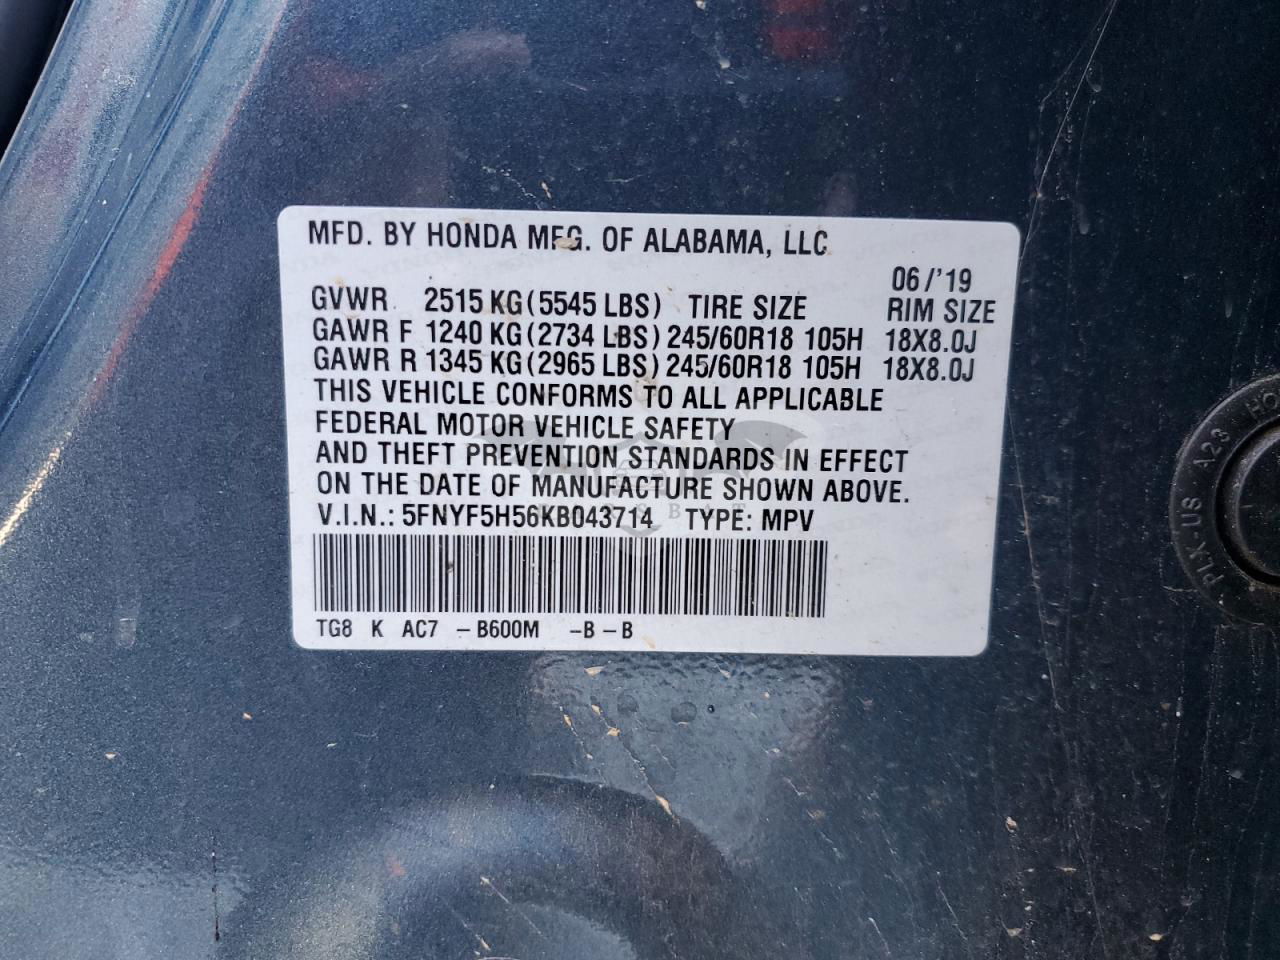 MFD. BY HONDA MFG. OF ALABAMA, LLC
06/'19
GVWR 2515 KG (5545 LBS) TIRE SIZE RIM SIZE
GAWR F 1240 KG (2734 LBS) 245/60R18 105H 18X8.0J
GAWR R 1345 KG (2965 LBS) 245/60R18 105H 18X8.0J
THIS VEHICLE CONFORMS TO ALL APPLICABLE
FEDERAL MOTOR VEHICLE SAFETY
AND THEFT PREVENTION STANDARDS IN EFFECT
ON THE DATE OF MANUFACTURE SHOWN ABOVE.
V.I.N.: 5FNYF5H56KB043714 TYPE: MPV
TG8 K AC7 -B600M -B -B
PLX-US A23